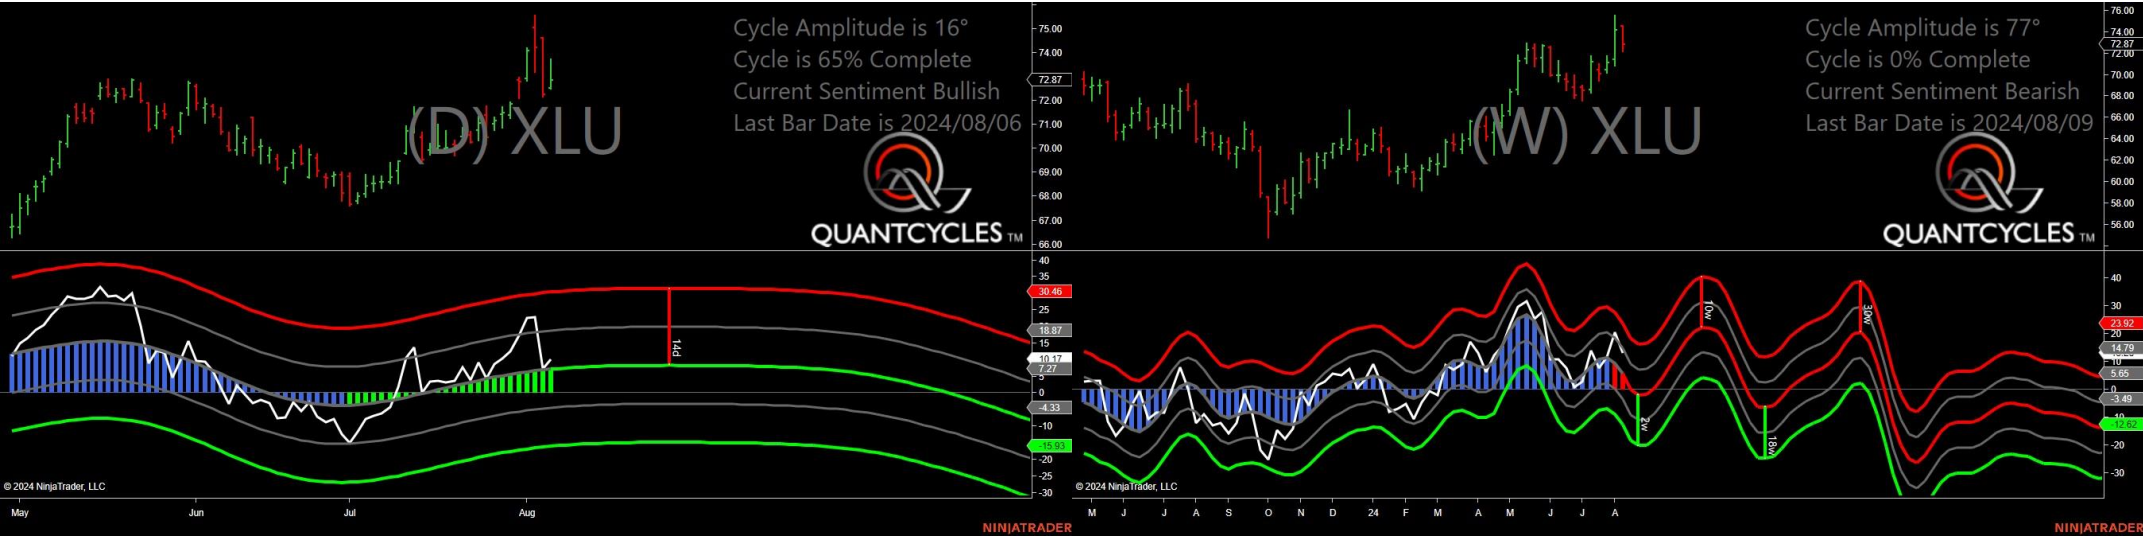 Cycle Amplitude is 16°
Cycle is 65% Complete
Current Sentiment Bullish
Last Bar Date is 2024/08/06
(D) XLU
QUANTCYCLES TM
75.00
74.00
72.87
72.00
71.00
70.00
69.00
68.00
67.00
66.00
40
35
30.46
25
18.87
15
10.17
7.27
5
0
-4.33
-10
-15.93
-20
-25
-30
14d
© 2024 NinjaTrader, LLC
May Jun Jul Aug
NINJATRADER
Cycle Amplitude is 77°
Cycle is 0% Complete
Current Sentiment Bearish
Last Bar Date is 2024/08/09
(W) XLU
QUANTCYCLES TM
76.00
74.00
72.87
72.00
70.00
68.00
66.00
64.00
62.00
60.00
58.00
56.00
40
30
23.92
20
14.79
10
5.65
0
-3.49
-12.62
-20
-30
2w
10w
18w
30w
© 2024 NinjaTrader, LLC
M J J A S O N D 24 F M A M J J A
NINJATRADER